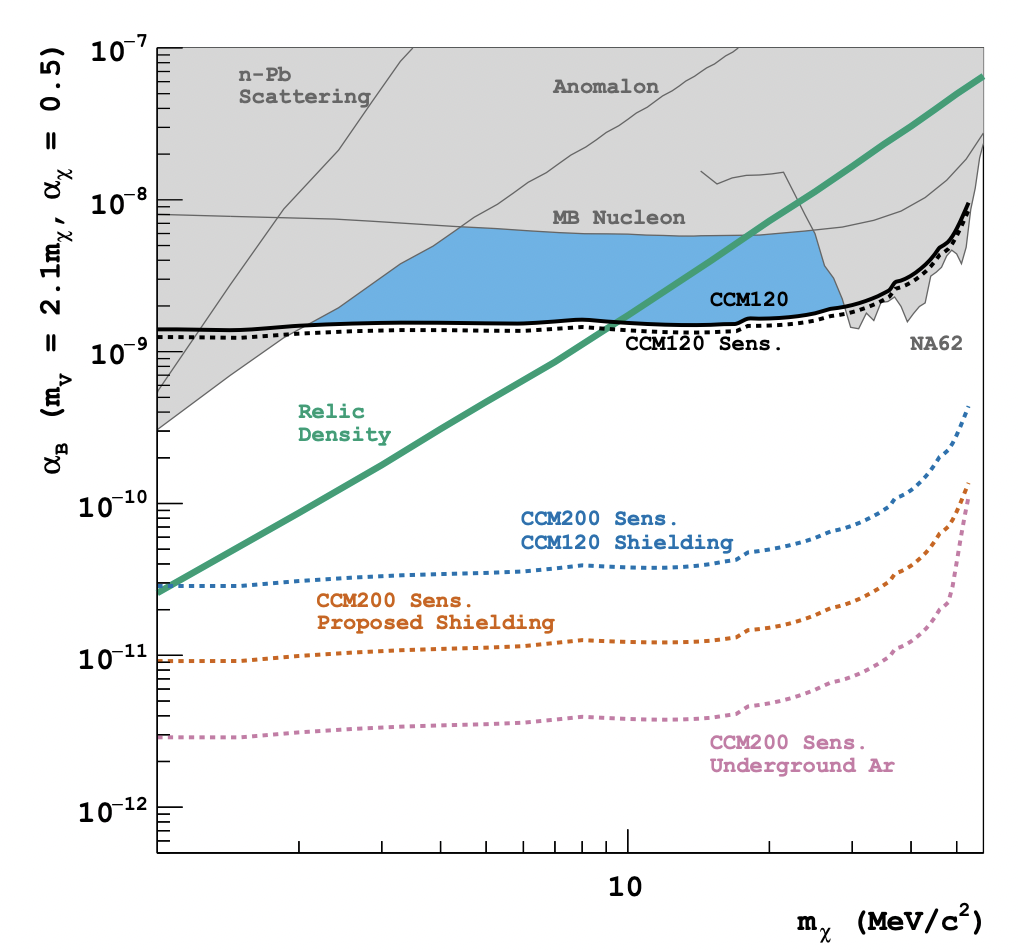 α_B (m_V = 2.1m_χ, α_χ = 0.5)
10⁻⁷
10⁻⁸
10⁻⁹
10⁻¹⁰
10⁻¹¹
10⁻¹²
n-Pb
Scattering
Anomalon
MB Nucleon
CCM120
CCM120 Sens.
NA62
Relic
Density
CCM200 Sens.
CCM120 Shielding
CCM200 Sens.
Proposed Shielding
CCM200 Sens.
Underground Ar
10
m_χ (MeV/c²)